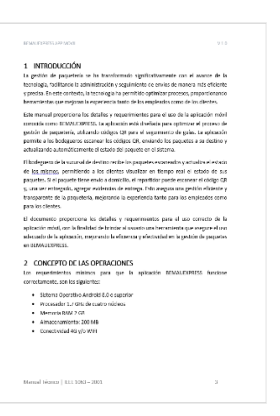 1 INTRODUCCIÓN
La gestión de paquetería se ha transformado significativamente con el avance de la
tecnología, facilitando la administración y seguimiento de envíos de manera más eficiente
y precisa. En este contexto, la tecnología ha permitido optimizar procesos, proporcionando
herramientas que mejoran la experiencia tanto de los empleados como de los clientes.
Este manual proporciona los detalles y requerimientos para el uso de la aplicación móvil
conocida como BEMALIEXPRESS. La aplicación está diseñada para optimizar el proceso de
gestión de paquetería, utilizando códigos QR para el seguimiento de guías. La aplicación
permite a los bodegueros escanear los códigos, enviando los paquetes a su destino y
actualizando automáticamente el estado del paquete en el sistema.
El bodeguero de la sucursal de destino recibe los paquetes escaneados y actualiza el estado
de los mismos, permitiendo a los clientes visualizar en tiempo real el estado de sus
paquetes. Si el paquete tiene envío a domicilio, el repartidor puede escanear el código QR
y, una vez entregado, agregar evidencias de entrega. Esto asegura una gestión eficiente y
transparente de la paquetería, mejorando la experiencia tanto para los empleados como
para los clientes.
El documento proporciona los detalles y requerimientos para el uso correcto de la
aplicación móvil, con la finalidad de brindar al usuario una herramienta que asegure el uso
adecuado de la aplicación, mejorando la eficiencia y efectividad en la gestión de paquetes
en BEMALIEXPRESS.
2 CONCEPTO DE LAS OPERACIONES
Los requerimientos mínimos para que la aplicación BEMALIEXPRESS funcione
correctamente, son los siguientes:
• Sistema Operativo Android 6.0 o superior
• Procesador 1.7 GHz de cuatro núcleos
• Memoria RAM 2 GB
• Almacenamiento: 200 MB
• Conectividad 4G y/o WIFI
Manual Técnico